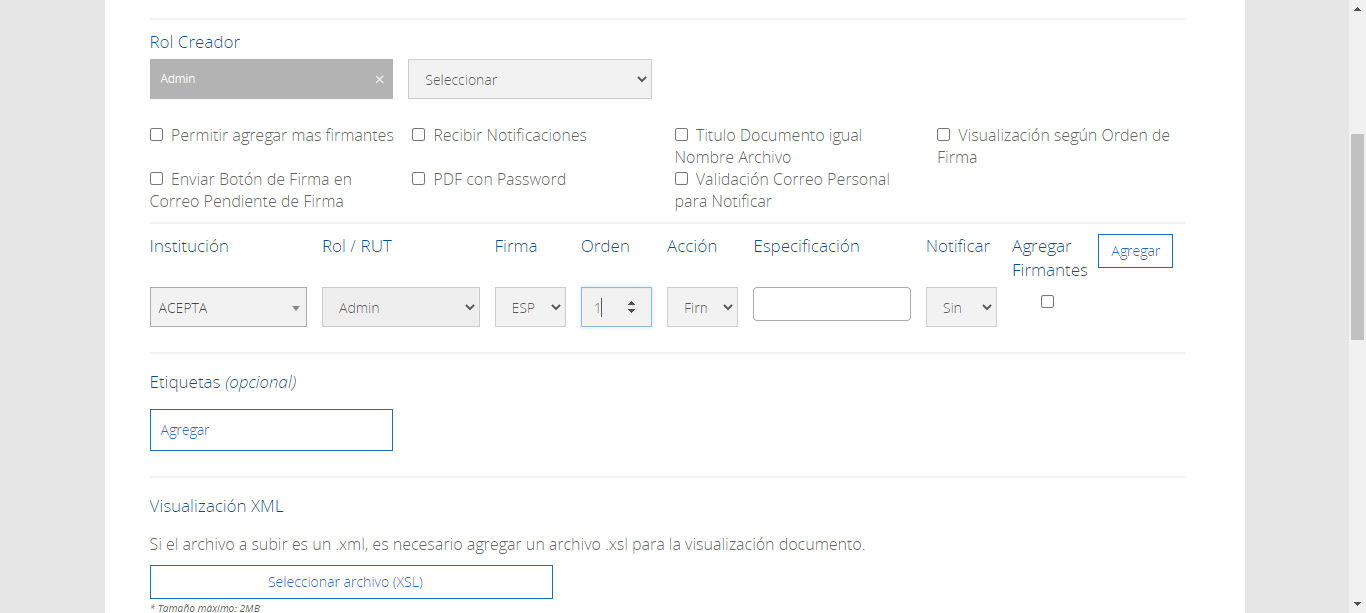 Rol Creador
Admin ×
Seleccionar
Permitir agregar mas firmantes
Recibir Notificaciones
Titulo Documento igual
Nombre Archivo
Visualización según Orden de
Firma
Enviar Botón de Firma en
Correo Pendiente de Firma
PDF con Password
Validación Correo Personal
para Notificar
Institución
Rol / RUT
Firma
Orden
Acción
Especificación
Notificar
Agregar
Firmantes
Agregar
ACEPTA
Admin
ESP
1
Firn
Sin
Etiquetas (opcional)
Agregar
Visualización XML
Si el archivo a subir es un .xml, es necesario agregar un archivo .xsl para la visualización documento.
Seleccionar archivo (XSL)
* Tamaño máximo: 2MB